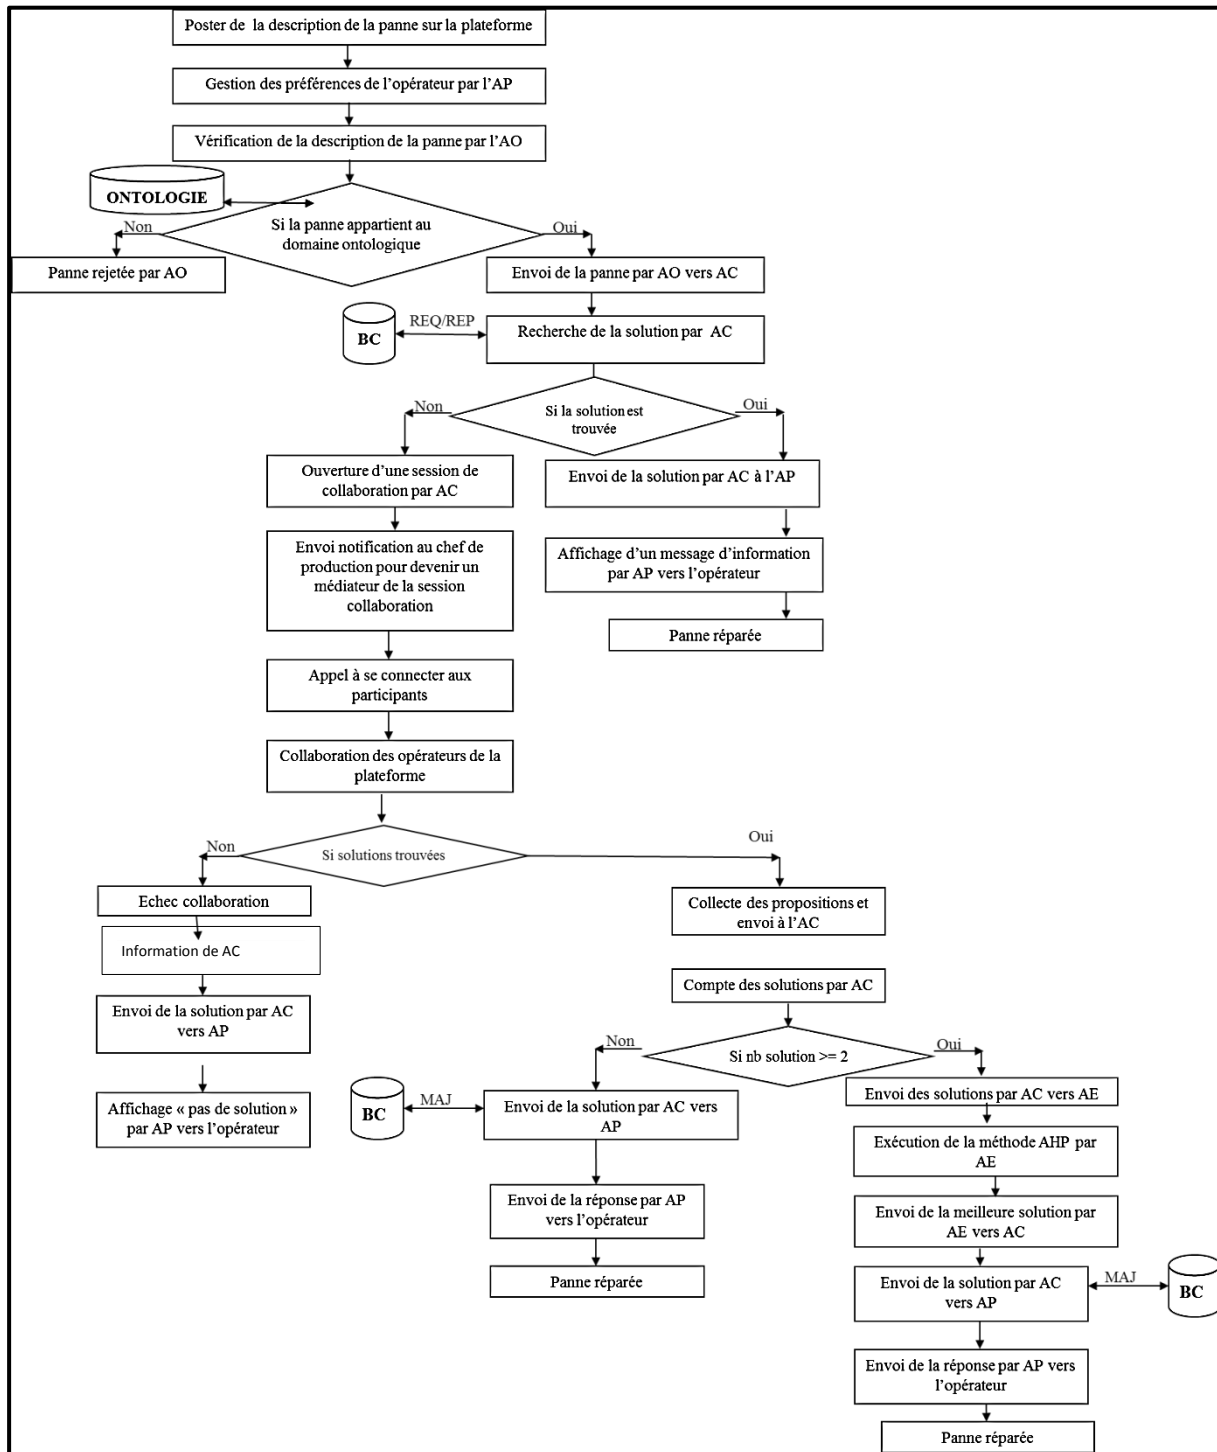 Poster de la description de la panne sur la plateforme
Gestion des préférences de l'opérateur par l'AP
Vérification de la description de la panne par l'AO
ONTOLOGIE
Si la panne appartient au
domaine ontologique
Non
Oui
Panne rejetée par AO
Envoi de la panne par AO vers AC
BC
REQ/REP
Recherche de la solution par AC
Non
Si la solution est
trouvée
Oui
Ouverture d'une session de
collaboration par AC
Envoi de la solution par AC à l'AP
Envoi notification au chef de
production pour devenir un
médiateur de la session
collaboration
Affichage d'un message d'information
par AP vers l'opérateur
Panne réparée
Appel à se connecter aux
participants
Collaboration des opérateurs de la
plateforme
Non
Si solutions trouvées
Oui
Echec collaboration
Collecte des propositions et
envoi à l'AC
Information de AC
Envoi de la solution par AC
vers AP
Compte des solutions par AC
Non
Si nb solution >= 2
Oui
Affichage « pas de solution »
par AP vers l'opérateur
BC
MAJ
Envoi de la solution par AC vers
AP
Envoi des solutions par AC vers AE
Exécution de la méthode AHP par
AE
Envoi de la réponse par AP
vers l'opérateur
Envoi de la meilleure solution par
AE vers AC
Panne réparée
Envoi de la solution par AC
vers AP
MAJ
BC
Envoi de la réponse par AP vers
l'opérateur
Panne réparée